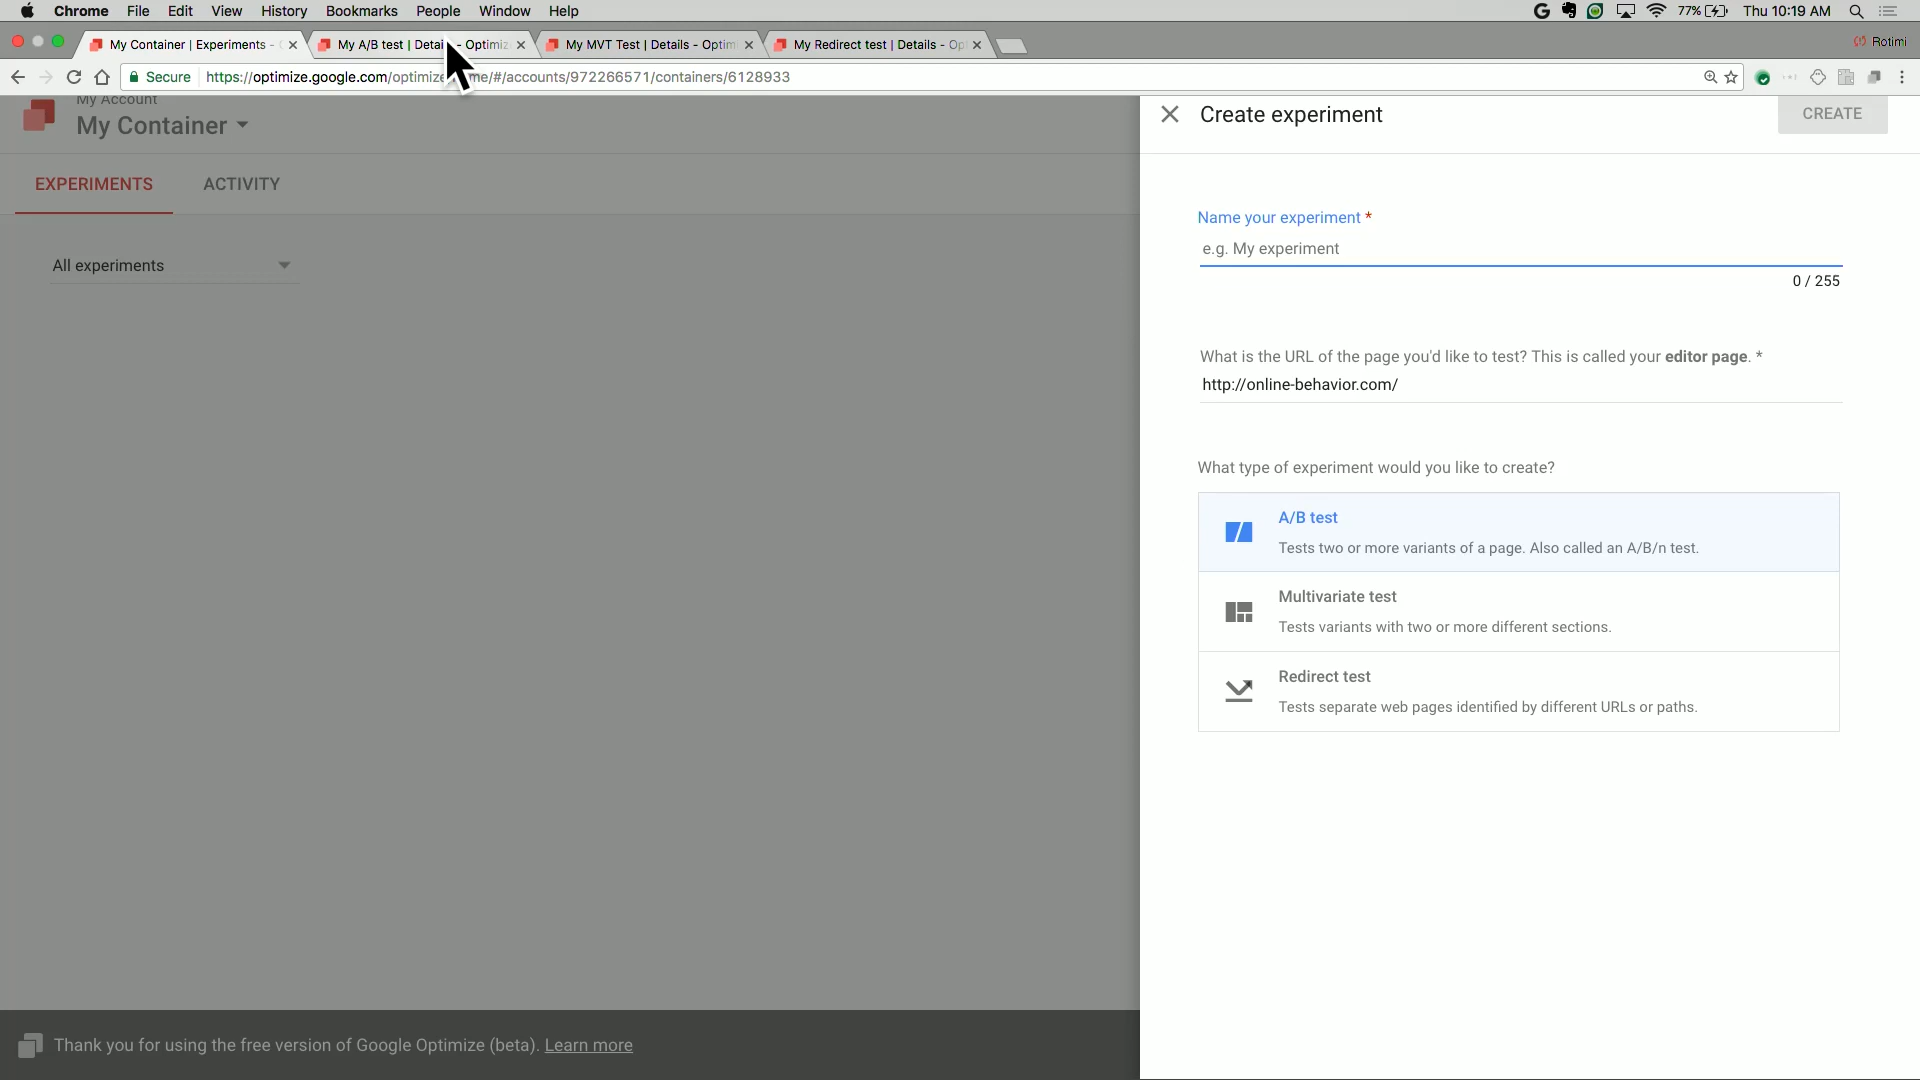 Chrome File Edit View History Bookmarks People Window Help 77% Thu 10:19 AM
My Container | Experiments - My A/B test | Detai - Optimiz My MVT Test | Details - Optim My Redirect test | Details - Op Rotimi
Secure https://optimize.google.com/optimize me/#/accounts/972266571/containers/6128933
My Account
My Container
Create experiment
CREATE
EXPERIMENTS ACTIVITY
Name your experiment *
e.g. My experiment
All experiments
0 / 255
What is the URL of the page you'd like to test? This is called your editor page. *
http://online-behavior.com/
What type of experiment would you like to create?
A/B test
Tests two or more variants of a page. Also called an A/B/n test.
Multivariate test
Tests variants with two or more different sections.
Redirect test
Tests separate web pages identified by different URLs or paths.
Thank you for using the free version of Google Optimize (beta). Learn more